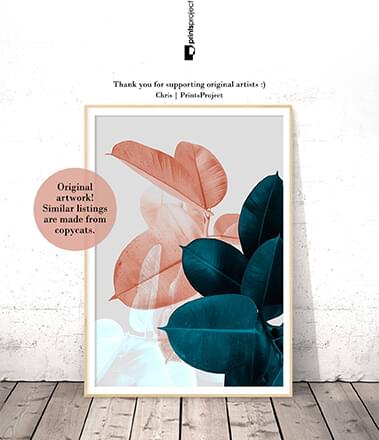 printsproject
Thank you for supporting original artists :)
Chris | PrintsProject
Original
artwork!
Similar listings
are made from
copycats.